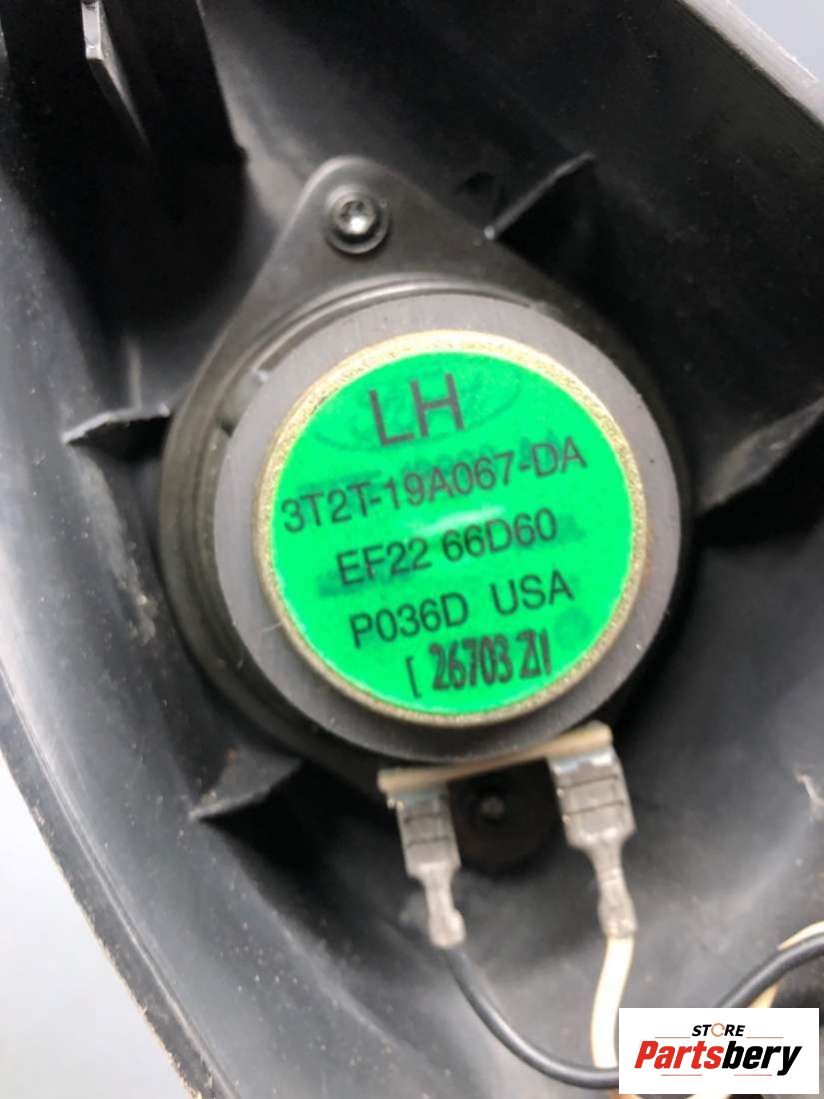 LH
3T2T-19A067-DA
EF22 66D60
P036D USA
[ 26703 21]
STORE
Partsbery